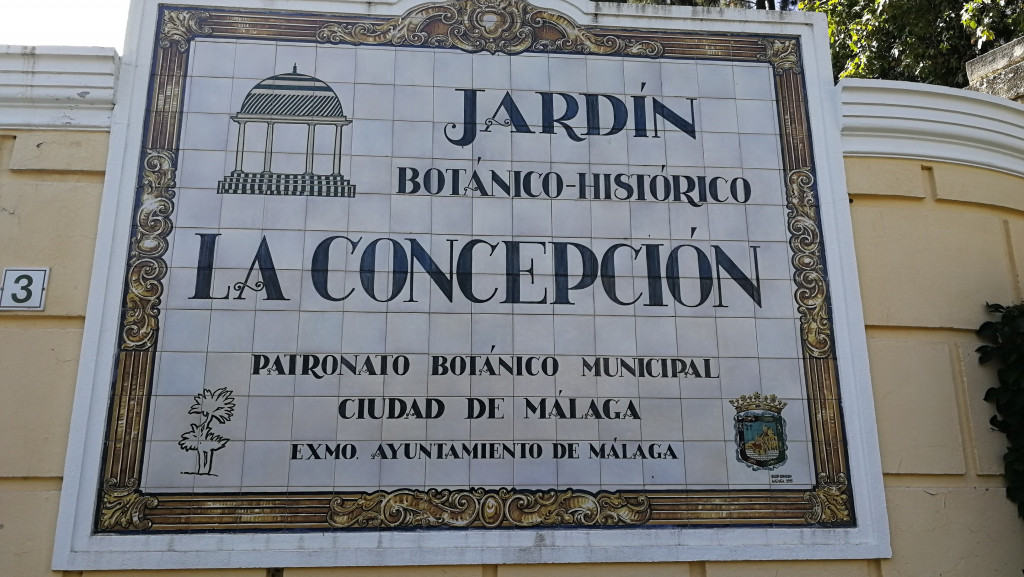 JARDÍN
BOTÁNICO-HISTÓRICO
LA CONCEPCIÓN
PATRONATO BOTÁNICO MUNICIPAL
CIUDAD DE MÁLAGA
EXMO. AYUNTAMIENTO DE MÁLAGA
3